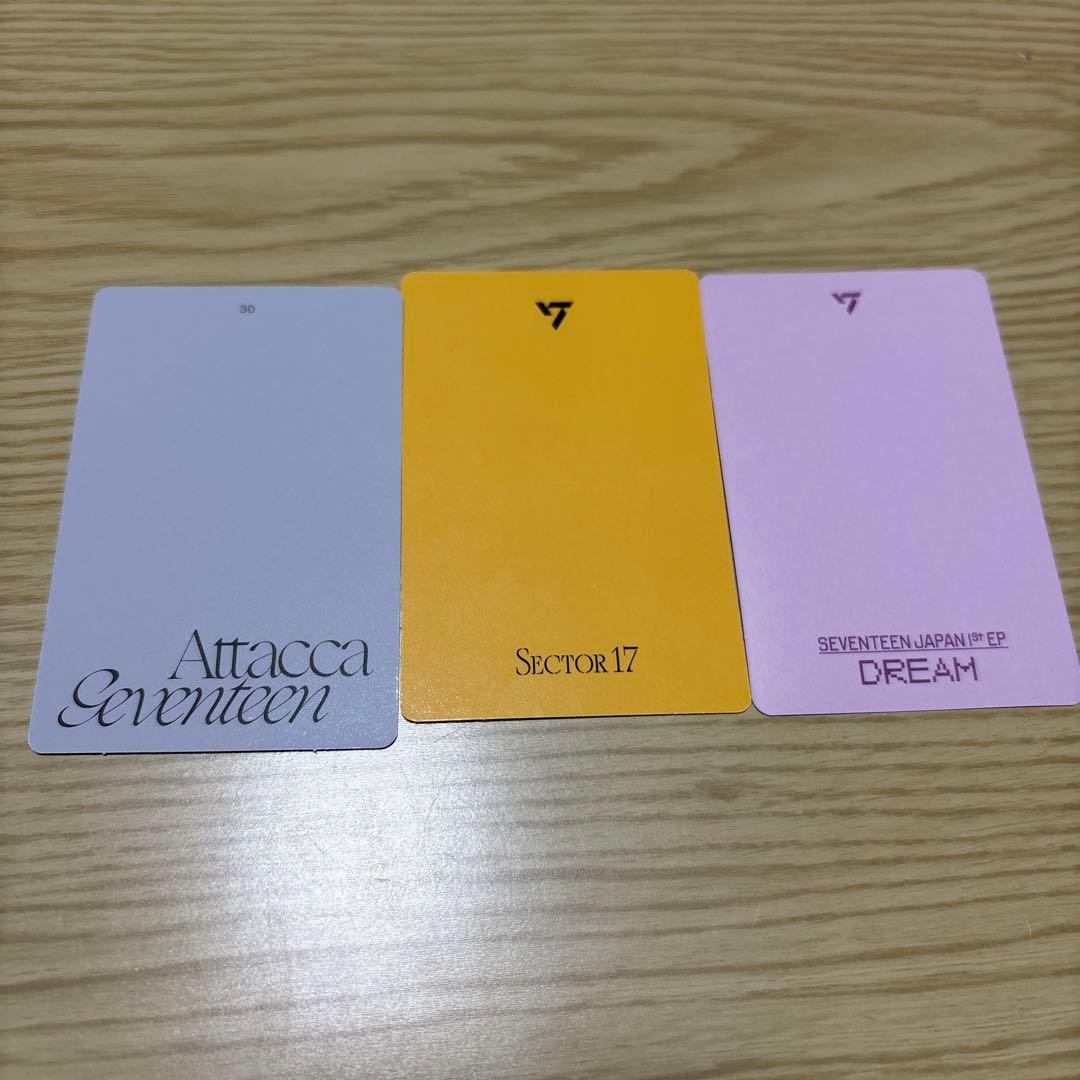 30
Attacca
Seventeen
SECTOR 17
SEVENTEEN JAPAN 1ST EP
DREAM